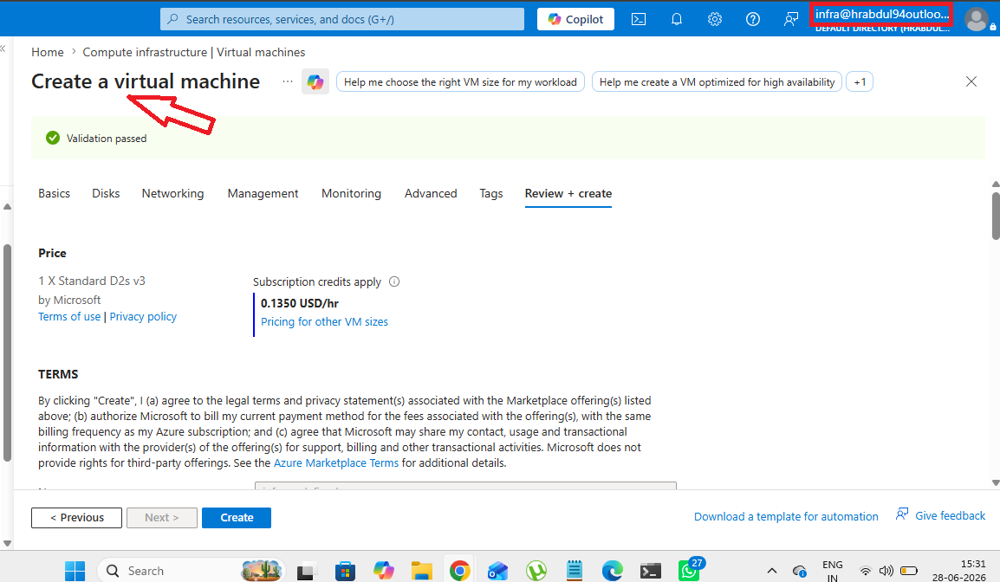 Search resources, services, and docs (G+/)
Copilot
infra@hrabdul94outloo...
DEFAULT DIRECTORY (HRABDUL...
Home > Compute infrastructure | Virtual machines
Create a virtual machine
...
Help me choose the right VM size for my workload
Help me create a VM optimized for high availability
+1
Validation passed
Basics Disks Networking Management Monitoring Advanced Tags Review + create
Price
1 X Standard D2s v3
by Microsoft
Terms of use | Privacy policy
Subscription credits apply
0.1350 USD/hr
Pricing for other VM sizes
TERMS
By clicking "Create", I (a) agree to the legal terms and privacy statement(s) associated with the Marketplace offering(s) listed
above; (b) authorize Microsoft to bill my current payment method for the fees associated with the offering(s), with the same
billing frequency as my Azure subscription; and (c) agree that Microsoft may share my contact, usage and transactional
information with the provider(s) of the offering(s) for support, billing and other transactional activities. Microsoft does not
provide rights for third-party offerings. See the Azure Marketplace Terms for additional details.
< Previous Next > Create
Download a template for automation
Give feedback
Search
27
ENG
IN
15:31
28-06-2026